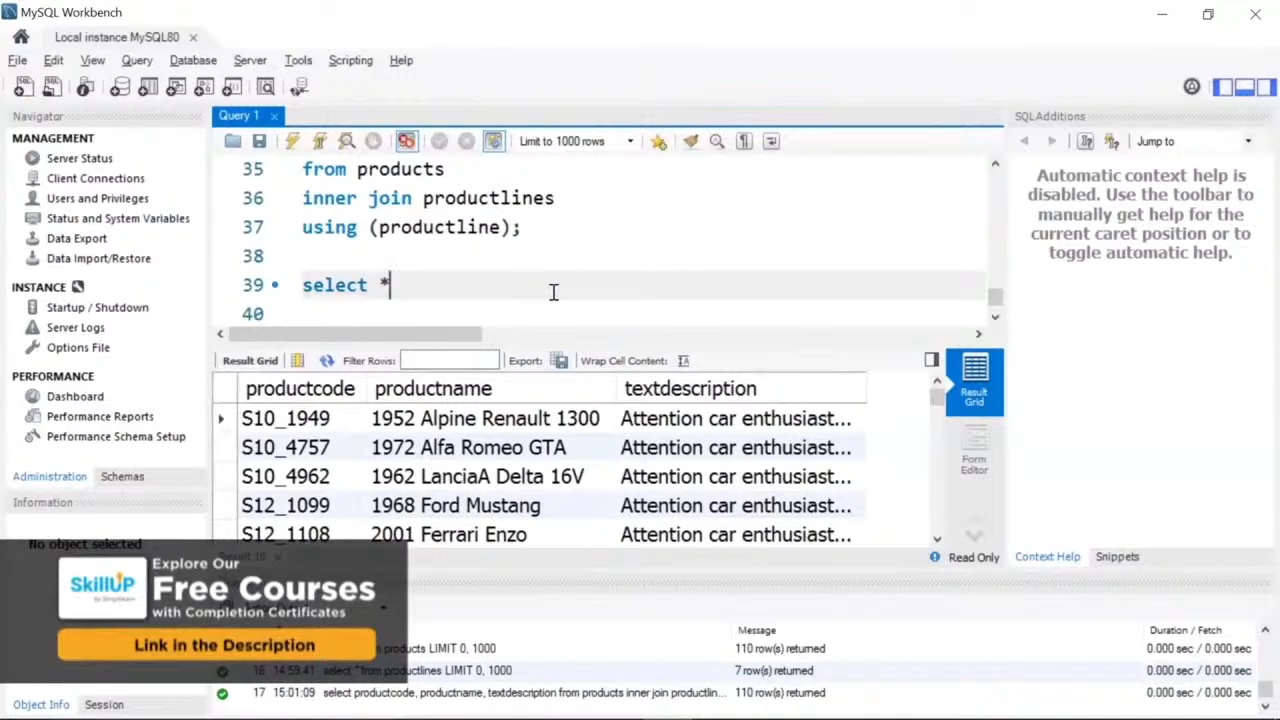 MySQL Workbench
Local instance MySQL80
File Edit View Query Database Server Tools Scripting Help
Navigator
MANAGEMENT
Server Status
Client Connections
Users and Privileges
Status and System Variables
Data Export
Data Import/Restore
INSTANCE
Startup / Shutdown
Server Logs
Options File
PERFORMANCE
Dashboard
Performance Reports
Performance Schema Setup
Administration Schemas
Information
No object selected
Query 1
Limit to 1000 rows
35 from products
36 inner join productlines
37 using (productline);
38
39 select *
40
Result Grid Filter Rows: Export: Wrap Cell Content:
productcode productname textdescription
S10_1949 1952 Alpine Renault 1300 Attention car enthusiast...
S10_4757 1972 Alfa Romeo GTA Attention car enthusiast...
S10_4962 1962 LanciaA Delta 16V Attention car enthusiast...
S12_1099 1968 Ford Mustang Attention car enthusiast...
S12_1108 2001 Ferrari Enzo Attention car enthusiast...
Result
Grid
Form
Editor
Read Only
SQLAdditions
Jump to
Automatic context help is
disabled. Use the toolbar to
manually get help for the
current caret position or to
toggle automatic help.
Context Help Snippets
SkillUP
by Simplilearn
Explore Our
Free Courses
with Completion Certificates
Link in the Description
Message Duration / Fetch
products LIMIT 0, 1000 110 row(s) returned 0.000 sec / 0.000 sec
16 14:59:41 select * from productlines LIMIT 0, 1000 7 row(s) returned 0.000 sec / 0.000 sec
17 15:01:09 select productcode, productname, textdescription from products inner join productlin... 110 row(s) returned 0.000 sec / 0.000 sec
Object Info Session